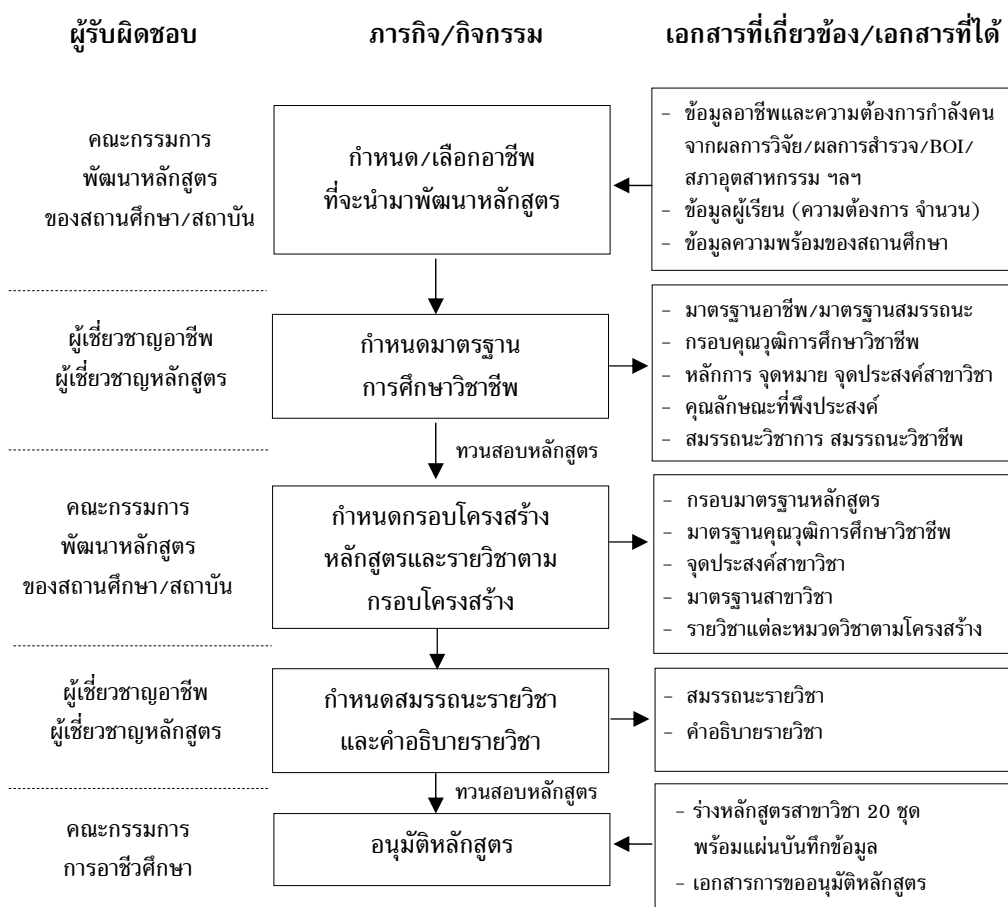 ผู้รับผิดชอบ
ภารกิจ/กิจกรรม
เอกสารที่เกี่ยวข้อง/เอกสารที่ได้
คณะกรรมการ
พัฒนาหลักสูตร
ของสถานศึกษา/สถาบัน
กำหนด/เลือกอาชีพ
ที่จะนำมาพัฒนาหลักสูตร
- ข้อมูลอาชีพและความต้องการกำลังคน
จากผลการวิจัย/ผลการสำรวจ/BOI/
สภาอุตสาหกรรม ฯลฯ
- ข้อมูลผู้เรียน (ความต้องการ จำนวน)
- ข้อมูลความพร้อมของสถานศึกษา
ผู้เชี่ยวชาญอาชีพ
ผู้เชี่ยวชาญหลักสูตร
กำหนดมาตรฐาน
การศึกษาวิชาชีพ
- มาตรฐานอาชีพ/มาตรฐานสมรรถนะ
- กรอบคุณวุฒิการศึกษาวิชาชีพ
- หลักการ จุดหมาย จุดประสงค์สาขาวิชา
- คุณลักษณะที่พึงประสงค์
- สมรรถนะวิชาการ สมรรถนะวิชาชีพ
ทวนสอบหลักสูตร
คณะกรรมการ
พัฒนาหลักสูตร
ของสถานศึกษา/สถาบัน
กำหนดกรอบโครงสร้าง
หลักสูตรและรายวิชาตาม
กรอบโครงสร้าง
- กรอบมาตรฐานหลักสูตร
- มาตรฐานคุณวุฒิการศึกษาวิชาชีพ
- จุดประสงค์สาขาวิชา
- มาตรฐานสาขาวิชา
- รายวิชาแต่ละหมวดวิชาตามโครงสร้าง
ผู้เชี่ยวชาญอาชีพ
ผู้เชี่ยวชาญหลักสูตร
กำหนดสมรรถนะรายวิชา
และคำอธิบายรายวิชา
- สมรรถนะรายวิชา
- คำอธิบายรายวิชา
ทวนสอบหลักสูตร
คณะกรรมการ
การอาชีวศึกษา
อนุมัติหลักสูตร
- ร่างหลักสูตรสาขาวิชา 20 ชุด
พร้อมแผ่นบันทึกข้อมูล
- เอกสารการขออนุมัติหลักสูตร